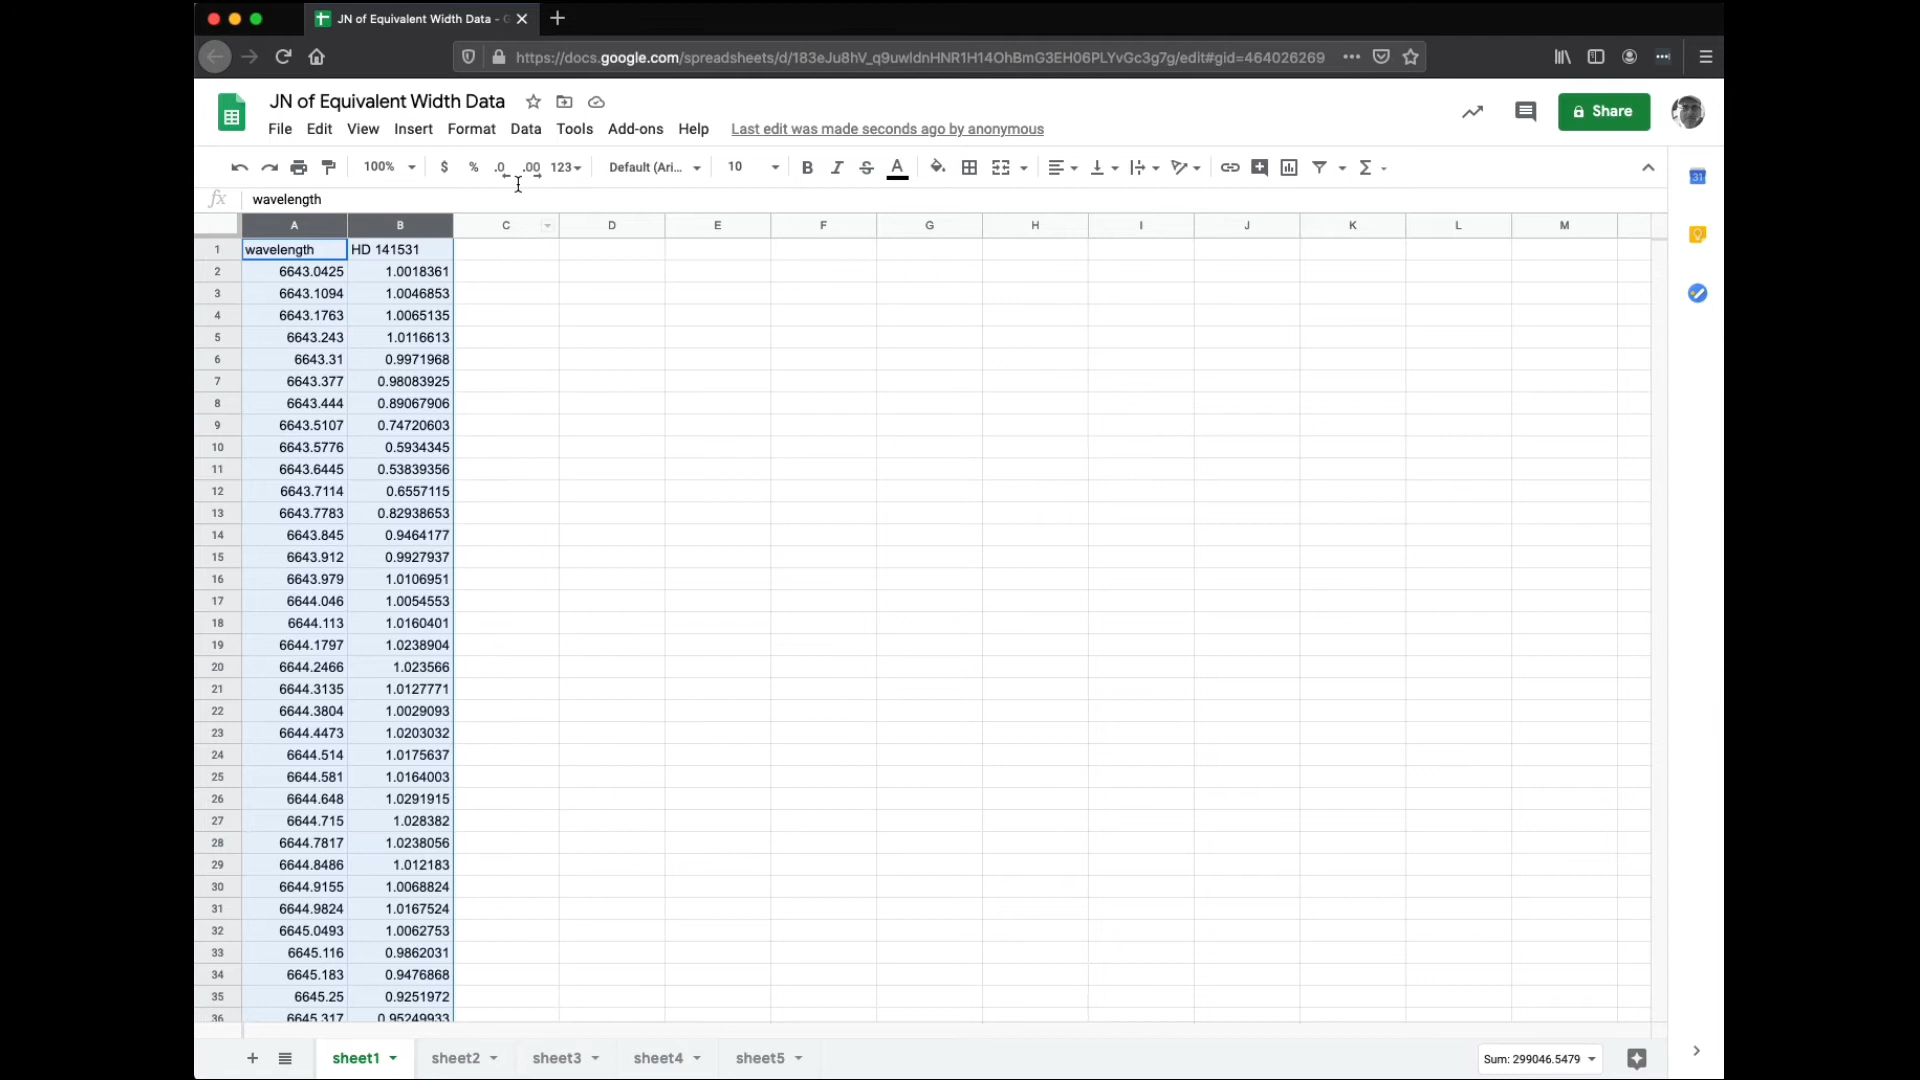 JN of Equivalent Width Data - G
https://docs.google.com/spreadsheets/d/183eJu8hV_q9uwldnHNR1H14OhBmG3EH06PLYvGc3g7g/edit#gid=464026269
JN of Equivalent Width Data
Share
File Edit View Insert Format Data Tools Add-ons Help Last edit was made seconds ago by anonymous
100% $ % .0 .00 123 Default (Ari... 10 B I S A Σ
31
fx wavelength
A B C D E F G H I J K L M
1 wavelength HD 141531
2 6643.0425 1.0018361
3 6643.1094 1.0046853
4 6643.1763 1.0065135
5 6643.243 1.0116613
6 6643.31 0.9971968
7 6643.377 0.98083925
8 6643.444 0.89067906
9 6643.5107 0.74720603
10 6643.5776 0.5934345
11 6643.6445 0.53839356
12 6643.7114 0.6557115
13 6643.7783 0.82938653
14 6643.845 0.9464177
15 6643.912 0.9927937
16 6643.979 1.0106951
17 6644.046 1.0054553
18 6644.113 1.0160401
19 6644.1797 1.0238904
20 6644.2466 1.023566
21 6644.3135 1.0127771
22 6644.3804 1.0029093
23 6644.4473 1.0203032
24 6644.514 1.0175637
25 6644.581 1.0164003
26 6644.648 1.0291915
27 6644.715 1.028382
28 6644.7817 1.0238056
29 6644.8486 1.012183
30 6644.9155 1.0068824
31 6644.9824 1.0167524
32 6645.0493 1.0062753
33 6645.116 0.9862031
34 6645.183 0.9476868
35 6645.25 0.9251972
36 6645.317 0.95249933
sheet1 sheet2 sheet3 sheet4 sheet5 Sum: 299046.5479